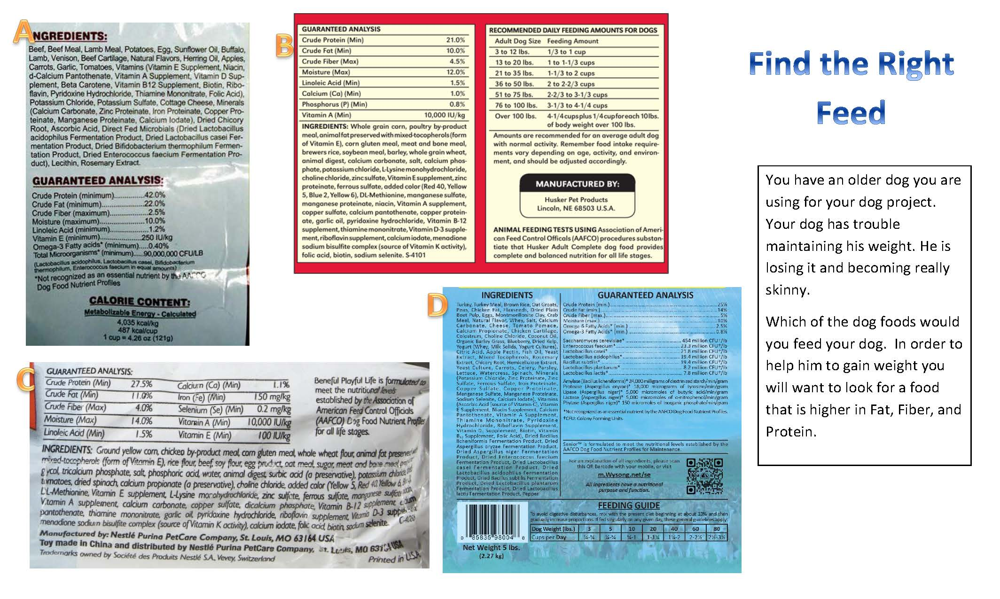 A
INGREDIENTS:
Beef, Beef Meal, Lamb Meal, Potatoes, Egg, Sunflower Oil, Buffalo,
Lamb, Venison, Beef Cartilage, Natural Flavors, Herring Oil, Apples,
Carrots, Garlic, Tomatoes, Vitamins (Vitamin E Supplement, Niacin,
d-Calcium Pantothenate, Vitamin A Supplement, Vitamin D Sup-
plement, Beta Carotene, Vitamin B12 Supplement, Biotin, Ribo-
flavin, Pyridoxine Hydrochloride, Thiamine Mononitrate, Folic Acid),
Potassium Chloride, Potassium Sulfate, Cottage Cheese, Minerals
(Calcium Carbonate, Zinc Proteinate, Iron Proteinate, Copper Pro-
teinate, Manganese Proteinate, Calcium Iodate), Dried Chicory
Root, Ascorbic Acid, Direct Fed Microbials (Dried Lactobacillus
acidophilus Fermentation Product, Dried Lactobacillus casei Fer-
mentation Product, Dried Bifidobacterium thermophilum Fermen-
tation Product, Dried Enterococcus faecium Fermentation Pro-
duct), Lecithin, Rosemary Extract.
GUARANTEED ANALYSIS:
Crude Protein (minimum)..............42.0%
Crude Fat (minimum)....................22.0%
Crude Fiber (maximum)..................2.5%
Moisture (maximum).....................10.0%
Linoleic Acid (minimum)..................1.2%
Vitamin E (minimum)...................250 IU/kg
Omega-3 Fatty acids* (minimum).....0.40%
Total Microorganisms* (minimum)......90,000,000 CFU/LB
(Lactobacillus acidophilus, Lactobacillus casei, Bifidobacterium
thermophilum, Enterococcus faecium in equal amounts)
*Not recognized as an essential nutrient by the AAFCO
Dog Food Nutrient Profiles
CALORIE CONTENT:
Metabolizable Energy - Calculated
4,035 kcal/kg
487 kcal/cup
1 cup = 4.26 oz (121g)
B
GUARANTEED ANALYSIS
Crude Protein (Min) 21.0%
Crude Fat (Min) 10.0%
Crude Fiber (Max) 4.5%
Moisture (Max) 12.0%
Linoleic Acid (Min) 1.5%
Calcium (Ca) (Min) 1.0%
Phosphorus (P) (Min) 0.8%
Vitamin A (Min) 10,000 IU/kg
INGREDIENTS: Whole grain corn, poultry by-product
meal, animal fat preserved with mixed-tocopherols (form
of Vitamin E), corn gluten meal, meat and bone meal,
brewers rice, soybean meal, barley, whole grain wheat,
animal digest, calcium carbonate, salt, calcium phos-
phate, potassium chloride, L-Lysine monohydrochloride,
choline chloride, zinc sulfate, Vitamin E supplement, zinc
proteinate, ferrous sulfate, added color (Red 40, Yellow
5, Blue 2, Yellow 6), DL-Methionine, manganese sulfate,
manganese proteinate, niacin, Vitamin A supplement,
copper sulfate, calcium pantothenate, copper protein-
ate, garlic oil, pyridoxine hydrochloride, Vitamin B-12
supplement, thiamine mononitrate, Vitamin D-3 supple-
ment, riboflavin supplement, calcium iodate, menadione
sodium bisulfite complex (source of Vitamin K activity),
folic acid, biotin, sodium selenite. S-4101
RECOMMENDED DAILY FEEDING AMOUNTS FOR DOGS
Adult Dog Size Feeding Amount
3 to 12 lbs. 1/3 to 1 cup
13 to 20 lbs. 1 to 1-1/3 cups
21 to 35 lbs. 1-1/3 to 2 cups
36 to 50 lbs. 2 to 2-2/3 cups
51 to 75 lbs. 2-2/3 to 3-1/3 cups
76 to 100 lbs. 3-1/3 to 4-1/4 cups
Over 100 lbs. 4-1/4 cups plus 1/4 cup for each 10 lbs.
of body weight over 100 lbs.
Amounts are recommended for an average adult dog
with normal activity. Remember food intake require-
ments vary depending on age, activity, and environ-
ment, and should be adjusted accordingly.
MANUFACTURED BY:
Husker Pet Products
Lincoln, NE 68503 U.S.A.
ANIMAL FEEDING TESTS USING Association of Ameri-
can Feed Control Officals (AAFCO) procedures substan-
tiate that Husker Adult Complete dog food provides
complete and balanced nutrition for all life stages.
Find the Right
Feed
You have an older dog you are
using for your dog project.
Your dog has trouble
maintaining his weight. He is
losing it and becoming really
skinny.
Which of the dog foods would
you feed your dog. In order to
help him to gain weight you
will want to look for a food
that is higher in Fat, Fiber, and
Protein.
C
GUARANTEED ANALYSIS:
Crude Protein (Min) 27.5% Calcium (Ca) (Min) 1.1%
Crude Fat (Min) 11.0% Iron (Fe) (Min) 150 mg/kg
Crude Fiber (Max) 4.0% Selenium (Se) (Min) 0.2 mg/kg
Moisture (Max) 14.0% Vitamin A (Min) 10,000 IU/kg
Linoleic Acid (Min) 1.5% Vitamin E (Min) 100 IU/kg
Beneful Playful Life is formulated to
meet the nutritional levels
established by the Association of
American Feed Control Officials
(AAFCO) Dog Food Nutrient Profiles
for all life stages.
INGREDIENTS: Ground yellow corn, chicken by-product meal, corn gluten meal, whole wheat flour, animal fat preserved with
mixed-tocopherols (form of Vitamin E), rice flour, beef, soy flour, egg product, oat meal, sugar, meat and bone meal,
glycol, tricalcium phosphate, salt, phosphoric acid, water, animal digest, sorbic acid (a preservative), potassium chloride,
tomatoes, dried spinach, calcium propionate (a preservative), choline chloride, added color (Yellow 5, Red 40, Yellow 6,
DL-Methionine, Vitamin E supplement, L-Lysine monohydrochloride, zinc sulfate, ferrous sulfate, manganese sulfate,
Vitamin A supplement, calcium carbonate, copper sulfate, dicalcium phosphate, Vitamin B-12 supplement, calcium
pantothenate, thiamine mononitrate, garlic oil, pyridoxine hydrochloride, riboflavin supplement, Vitamin D-3 supplement,
menadione sodium bisulfite complex (source of Vitamin K activity), calcium iodate, folic acid, biotin, sodium selenite.
Manufactured by: Nestlé Purina PetCare Company, St. Louis, MO 63164 USA
Toy made in China and distributed by Nestlé Purina PetCare Company, St. Louis, MO 63164 USA
Trademarks owned by Société des Produits Nestlé S.A., Vevey, Switzerland Printed in U.S.A.
D
INGREDIENTS
Turkey, Turkey Meal, Brown Rice, Oat Groats,
Peas, Chicken Fat, Flaxseeds, Dried Plain
Beet Pulp, Eggs, Montmorillonite Clay, Crab
Meal, Natural Flavor, Whey, Salt, Calcium
Carbonate, Cheese, Tomato Pomace,
Calcium Propionate, Chicken Cartilage,
Colostrum, Choline Chloride, Coconut Oil,
Organic Barley Grass, Blueberry, Dried Kelp,
Yogurt (Whey, Milk Solids, Yogurt Cultures),
Citric Acid, Apple Pectin, Fish Oil, Yeast
Extract, Mixed Tocopherols, Rosemary
Extract, Chicory Root, Hemicellulose Extract,
Yeast Culture, Carrots, Celery, Parsley,
Lettuce, Watercress, Spinach, Minerals
(Potassium Chloride, Zinc Proteinate, Zinc
Sulfate, Ferrous Sulfate, Iron Proteinate,
Copper Sulfate, Copper Proteinate,
Manganese Sulfate, Manganese Proteinate,
Sodium Selenite, Calcium Iodate), Vitamins
(Ascorbic Acid [source of Vitamin C], Vitamin
E Supplement, Niacin Supplement, Calcium
Pantothenate, Vitamin A Supplement,
Thiamine Mononitrate, Pyridoxine
Hydrochloride, Riboflavin Supplement,
Vitamin D3 Supplement, Biotin, Vitamin
B12 Supplement, Folic Acid), Dried Bacillus
licheniformis Fermentation Product, Dried
Aspergillus oryzae Fermentation Product,
Dried Aspergillus niger Fermentation
Product, Dried Enterococcus faecium
Fermentation Product, Dried Lactobacillus
casei Fermentation Product, Dried
Lactobacillus acidophilus Fermentation
Product, Dried Bacillus subtilis Fermentation
Product, Dried Lactobacillus plantarum
Fermentation Product, Dried Lactobacillus
lactis Fermentation Product, Pepper.
GUARANTEED ANALYSIS
Crude Protein (min.) 25%
Crude Fat (min.) 14%
Crude Fiber (max.) 5%
Moisture (max.) 10%
Omega-6 Fatty Acids* (min.) 2.5%
Omega-3 Fatty Acids* (min.) 0.8%
Saccharomyces cerevisiae* 454 million CFU†/lb
Enterococcus faecium* 23.3 million CFU†/lb
Lactobacillus casei* 21.8 million CFU†/lb
Lactobacillus acidophilus* 19.4 million CFU†/lb
Bacillus subtilis* 19.4 million CFU†/lb
Lactobacillus plantarum* 8.2 million CFU†/lb
Lactobacillus lactis* 7.8 million CFU†/lb
Amylase (Bacillus licheniformis)* 24,000 milligrams of dextrinized starch/min/gram
Protease (Aspergillus oryzae)* 18,000 micrograms of tyrosine/min/gram
Lipase (Aspergillus niger)* 5,000 micromoles of butyric acid/min/gram
Lactase (Aspergillus niger)* 5,000 micromoles of o-nitrophenol/min/gram
Phytase (Aspergillus niger)* 150 micromoles of inorganic phosphate/min/gram
*Not recognized as an essential nutrient by the AAFCO Dog Food Nutrient Profiles.
†CFU: Colony Forming Units
Senior™ is formulated to meet the nutritional levels established by the
AAFCO Dog Food Nutrient Profiles for Maintenance.
For an explanation of all ingredients, please scan
this QR Barcode with your mobile, or visit
m.Wysong.net/se
All ingredients have a nutritional
purpose and function.
0 85835 98004 8
Net Weight 5 lbs.
(2.27 kg)
FEEDING GUIDE
To avoid digestive disturbances, mix with the present diet beginning at about 10% and then
gradually increase proportions. If fed singularly on any given day, these general guidelines apply:
Dog Weight (lbs.) 3 5 10 20 40 60 80
Cups per Day